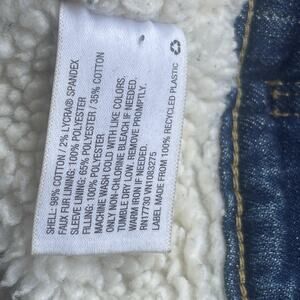 SHELL: 98% COTTON / 2% LYCRA® SPANDEX
FAUX FUR LINING: 100% POLYESTER
SLEEVE LINING: 65% POLYESTER / 35% COTTON
FILLING: 100% POLYESTER
MACHINE WASH COLD WITH LIKE COLORS.
ONLY NON-CHLORINE BLEACH IF NEEDED.
TUMBLE DRY LOW. REMOVE PROMPTLY.
WARM IRON IF NEEDED.
RN17730 VN1083275
LABEL MADE FROM 100% RECYCLED PLASTIC